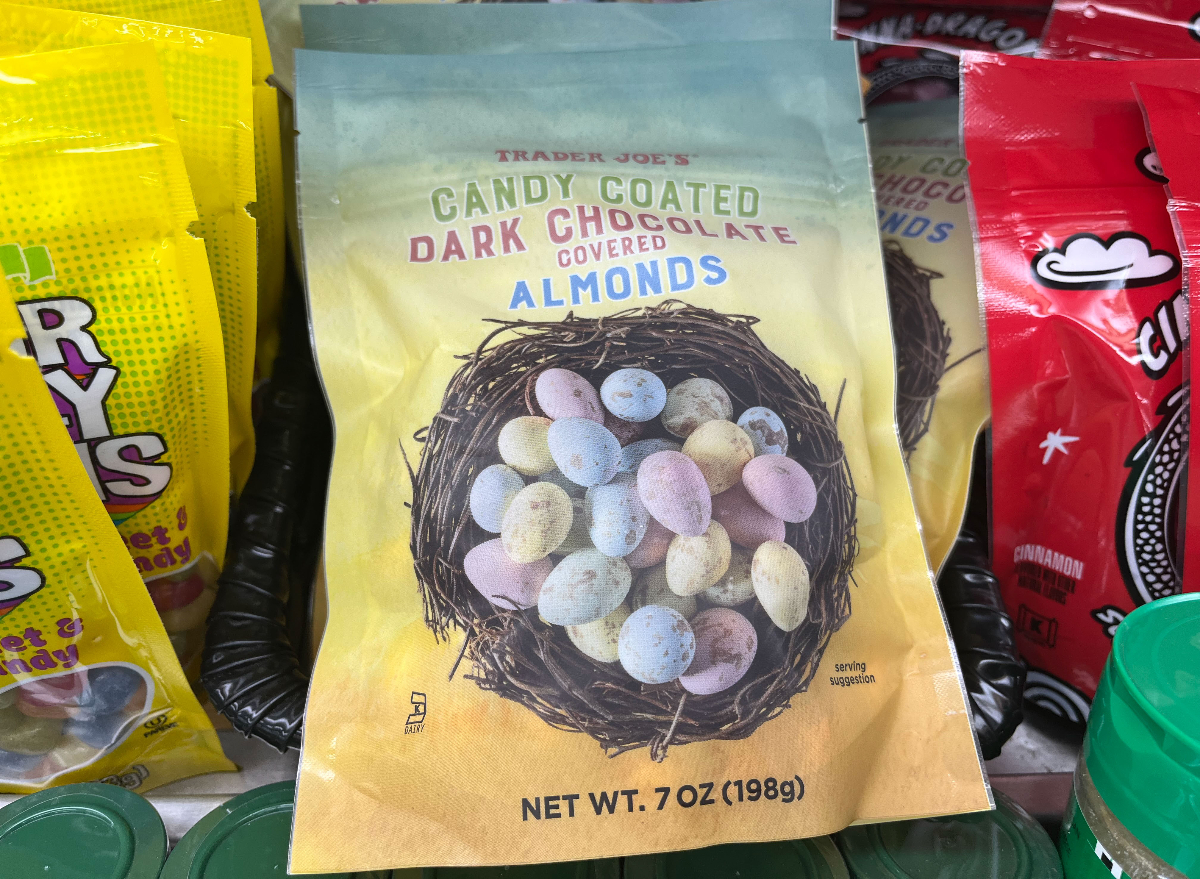 TRADER JOE'S
CANDY COATED
DARK CHOCOLATE
COVERED
ALMONDS
serving
suggestion
K
DAIRY
NET WT. 7 OZ (198g)
CINNAMON
K